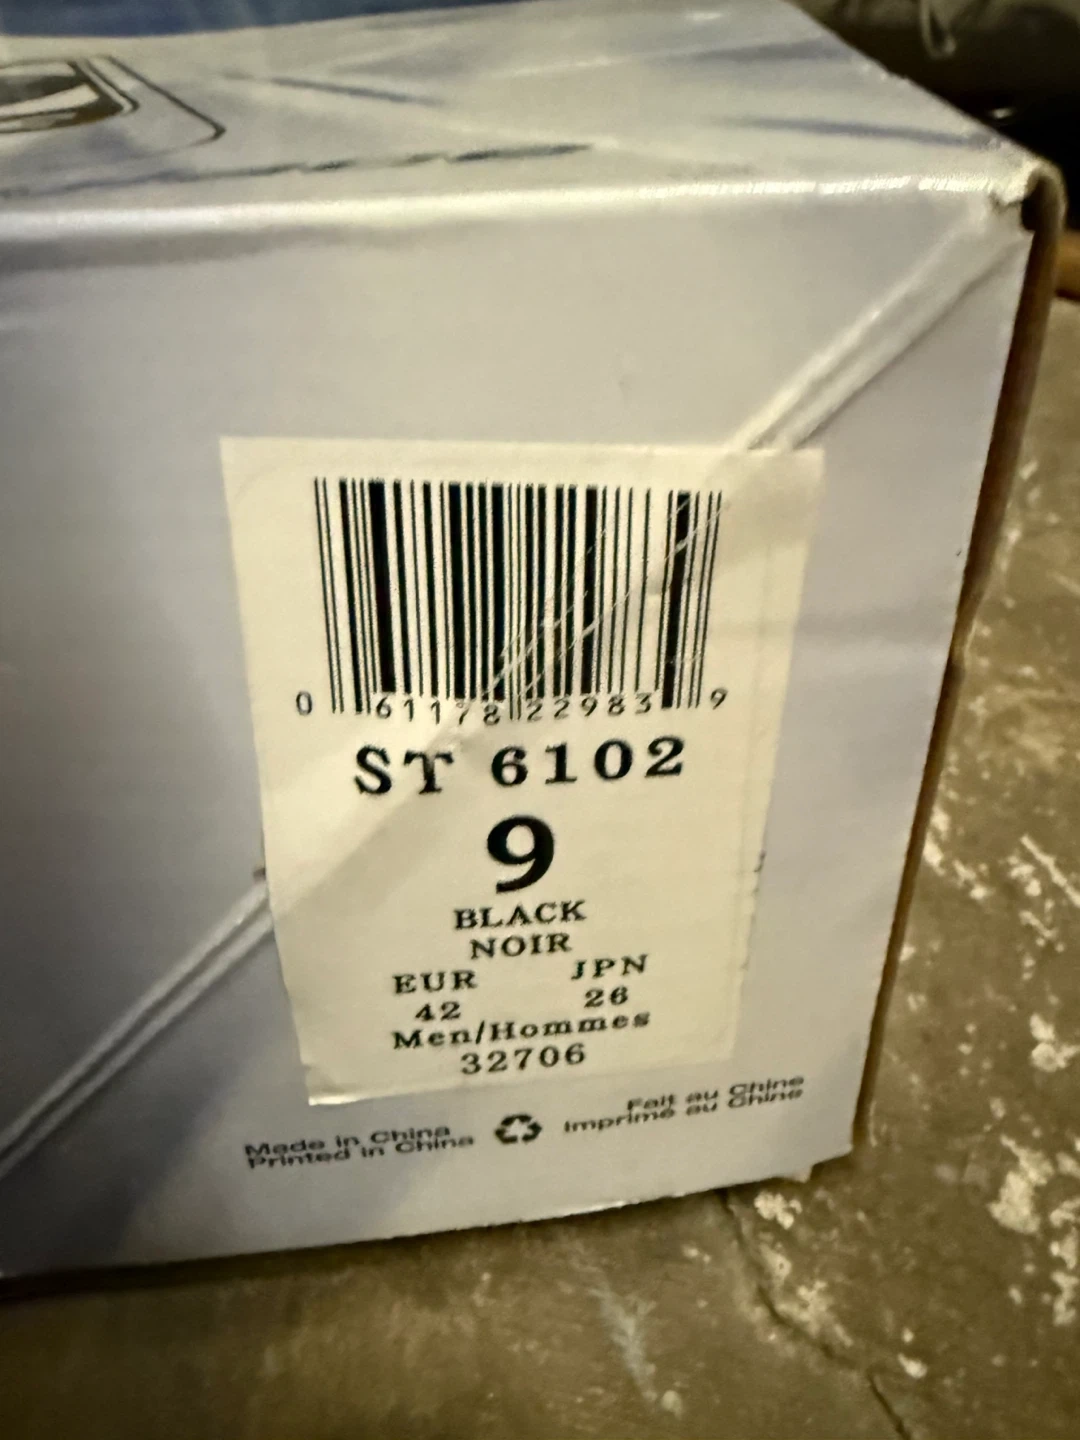 0 61178 22983 9
ST 6102
9
BLACK
NOIR
EUR JPN
42 26
Men/Hommes
32706
Made in China
Printed in China
Fait au Chine
Imprimé au Chine